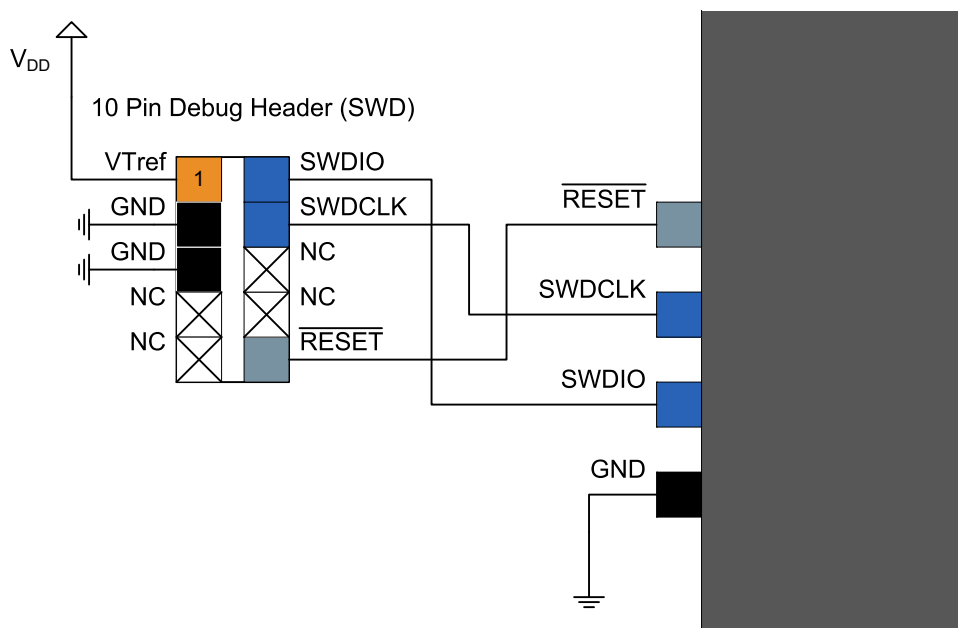 V_DD
10 Pin Debug Header (SWD)
VTref
1
SWDIO
GND
SWDCLK
GND
NC
NC
NC
NC
RESET
RESET
SWDCLK
SWDIO
GND